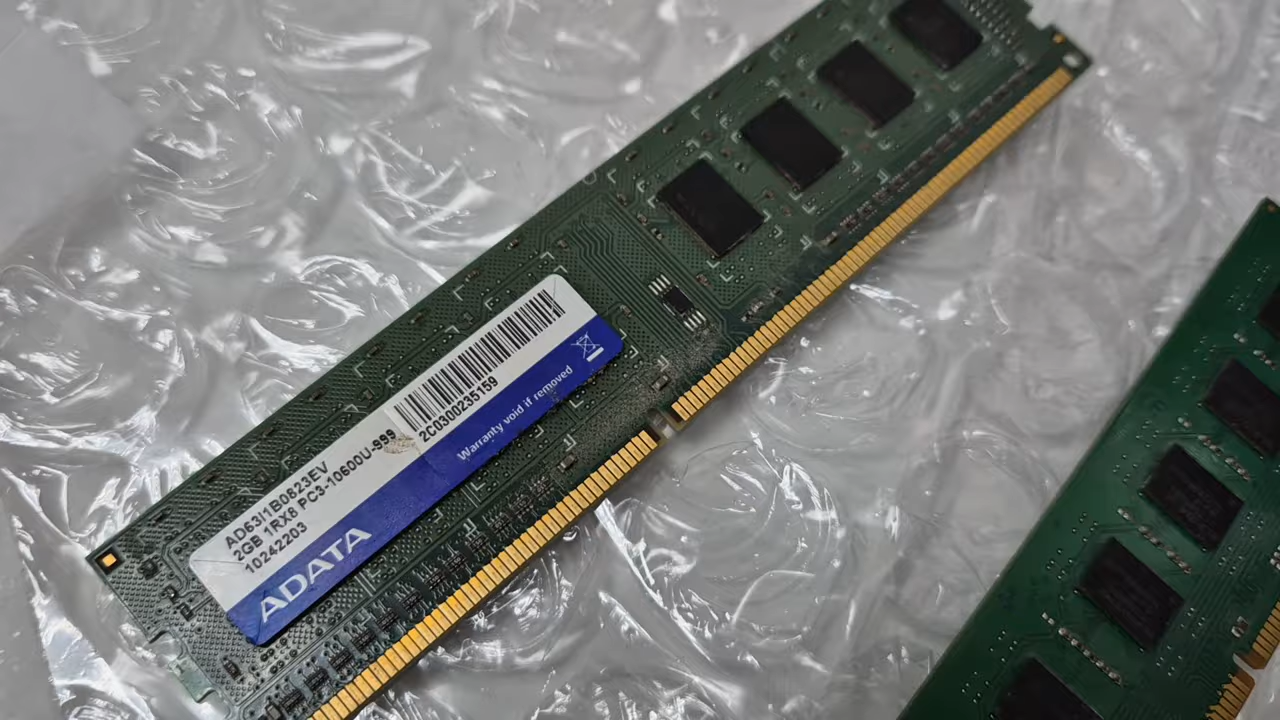 AD63I1B0823EV
2GB 1RX8 PC3-10600U-999
10242203
2C0300235159
Warranty void if removed
ADATA